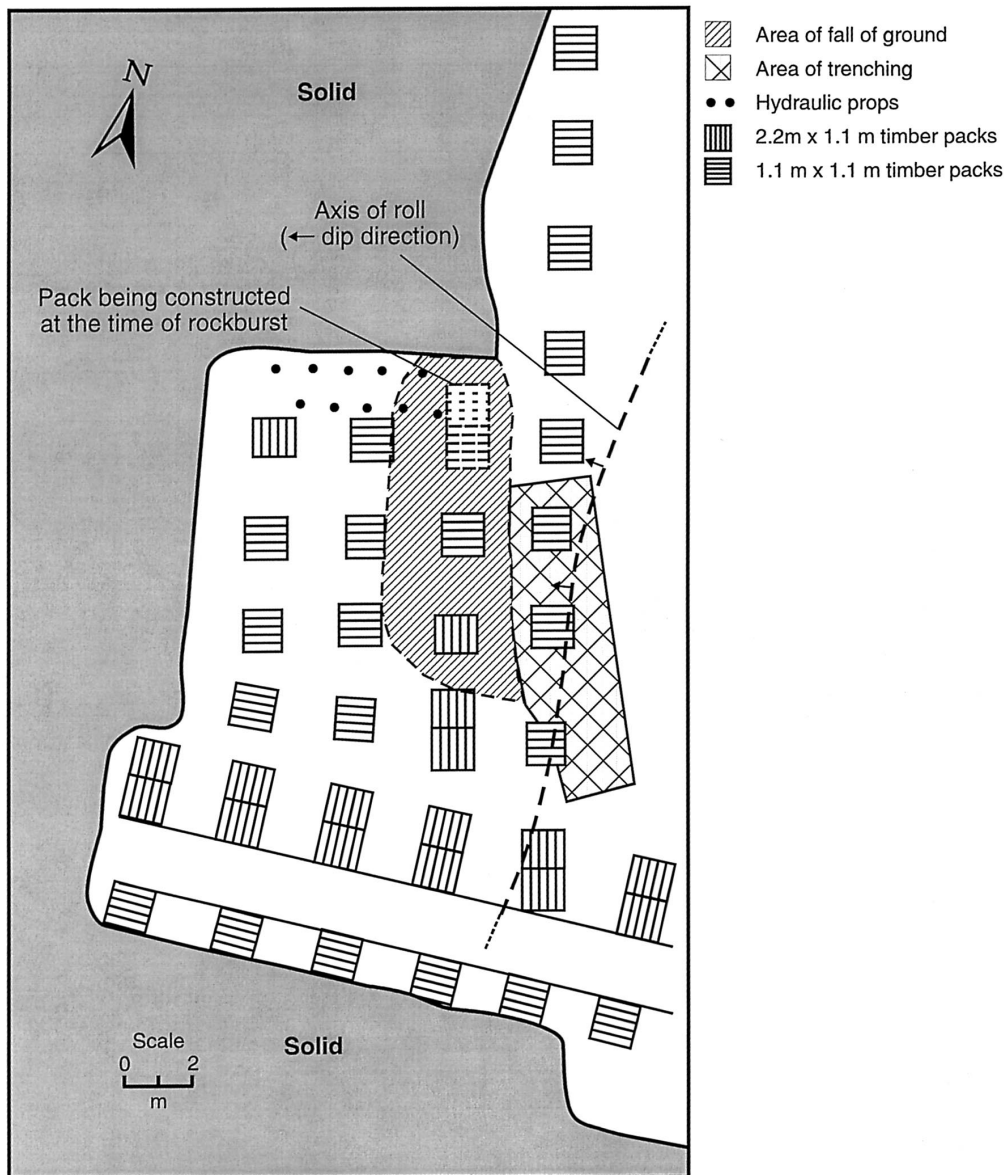 N
Solid
Axis of roll
(← dip direction)
Pack being constructed
at the time of rockburst
Solid
Scale
0 2
m
Area of fall of ground
Area of trenching
Hydraulic props
2.2m x 1.1 m timber packs
1.1 m x 1.1 m timber packs